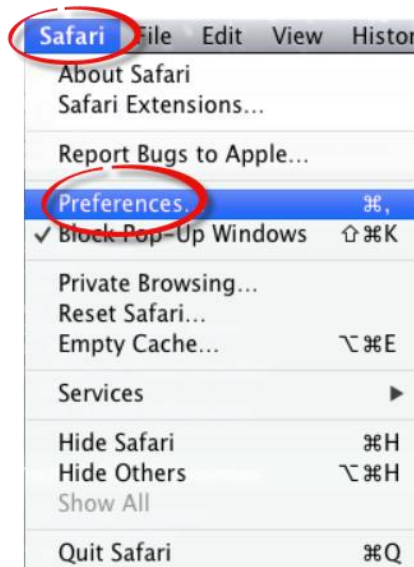 Safari File Edit View Histor
About Safari
Safari Extensions...
Report Bugs to Apple...
Preferences. ⌘,
✓ Block Pop-Up Windows ⇧⌘K
Private Browsing...
Reset Safari...
Empty Cache... ⌥⌘E
Services ▶
Hide Safari ⌘H
Hide Others ⌥⌘H
Show All
Quit Safari ⌘Q